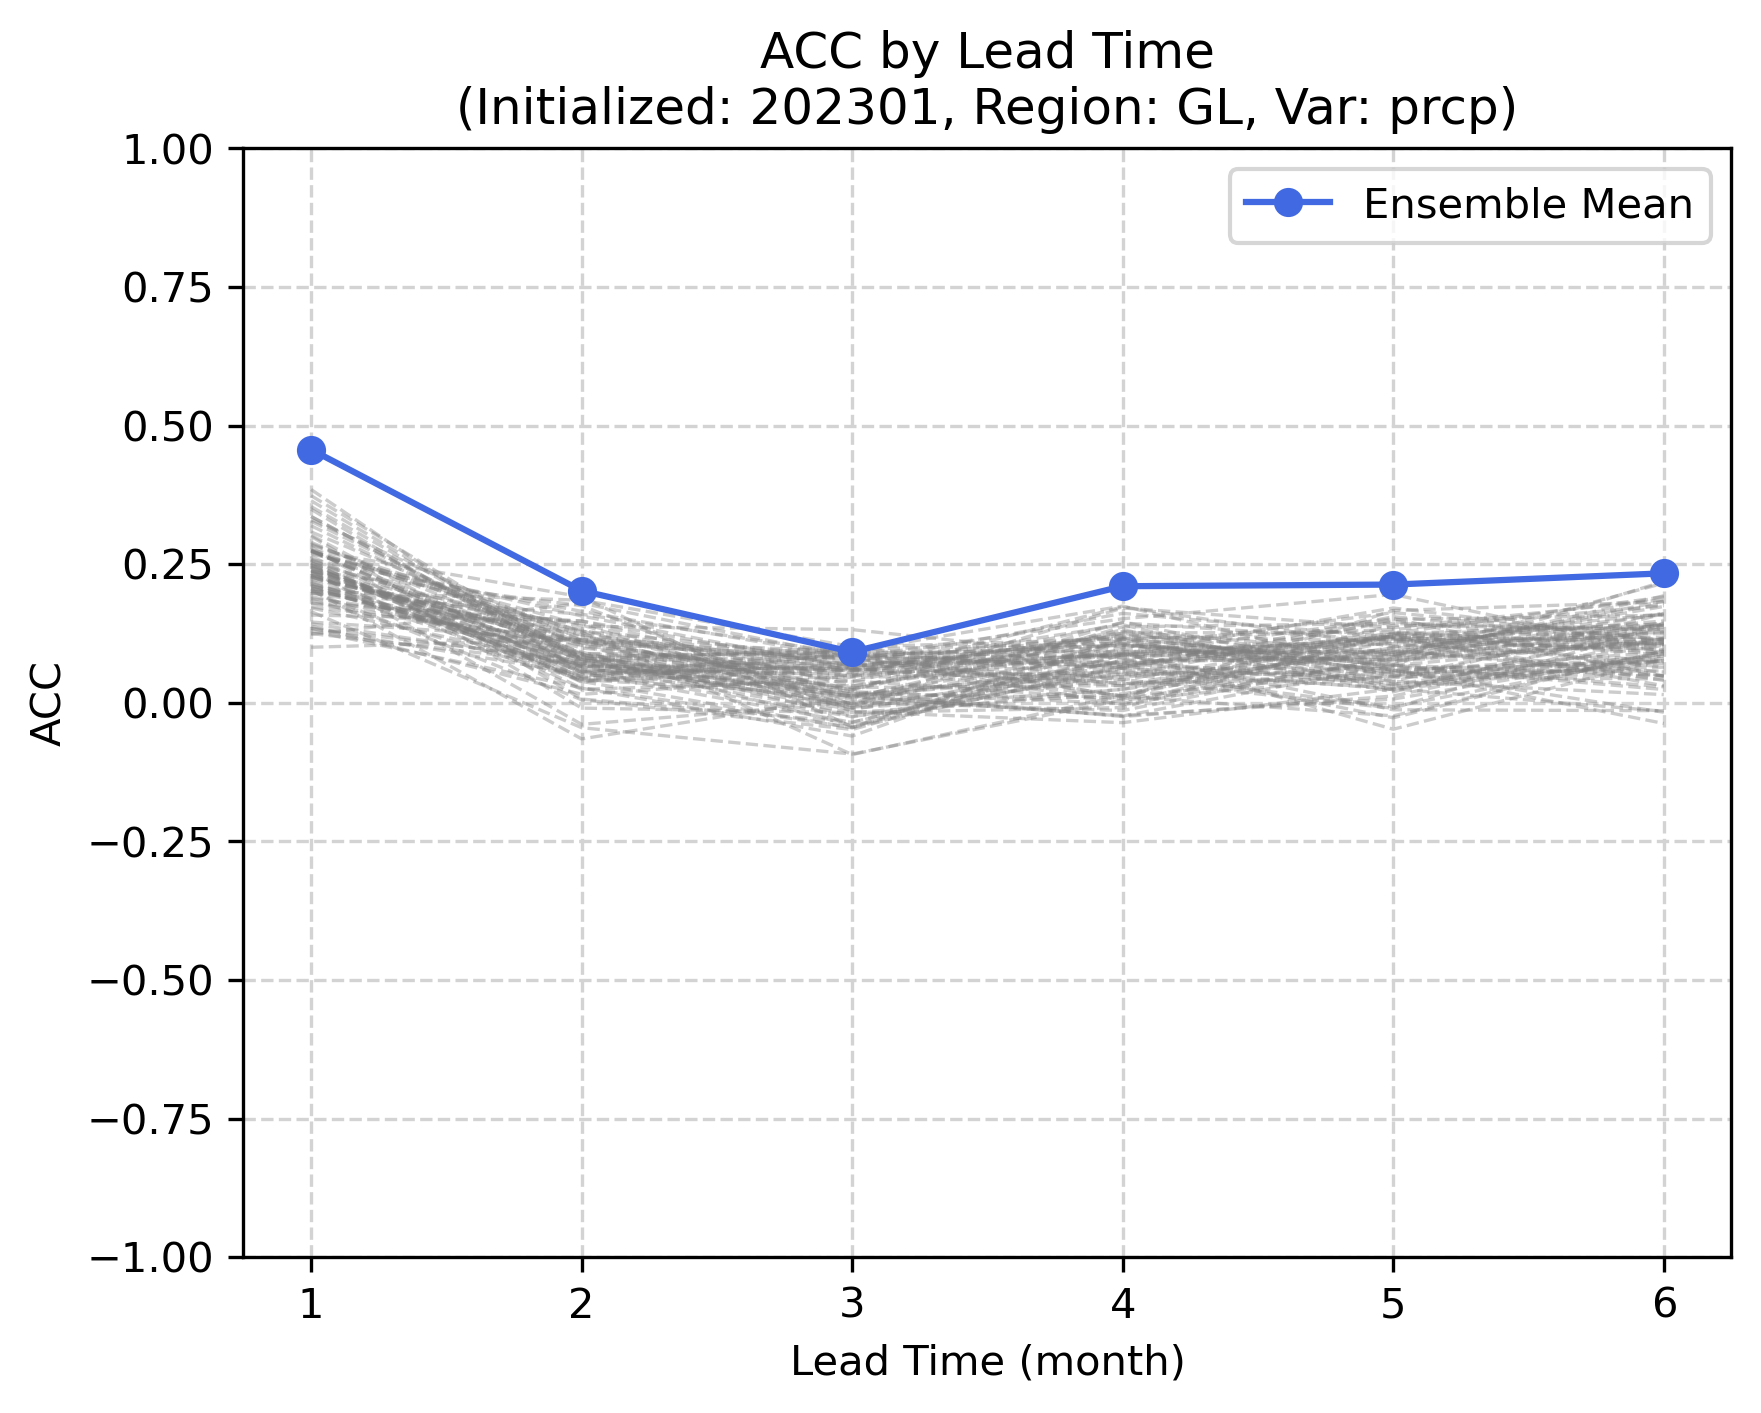 ACC by Lead Time
(Initialized: 202301, Region: GL, Var: prcp)
Ensemble Mean
1.00
0.75
0.50
0.25
0.00
−0.25
−0.50
−0.75
−1.00
ACC
1 2 3 4 5 6
Lead Time (month)